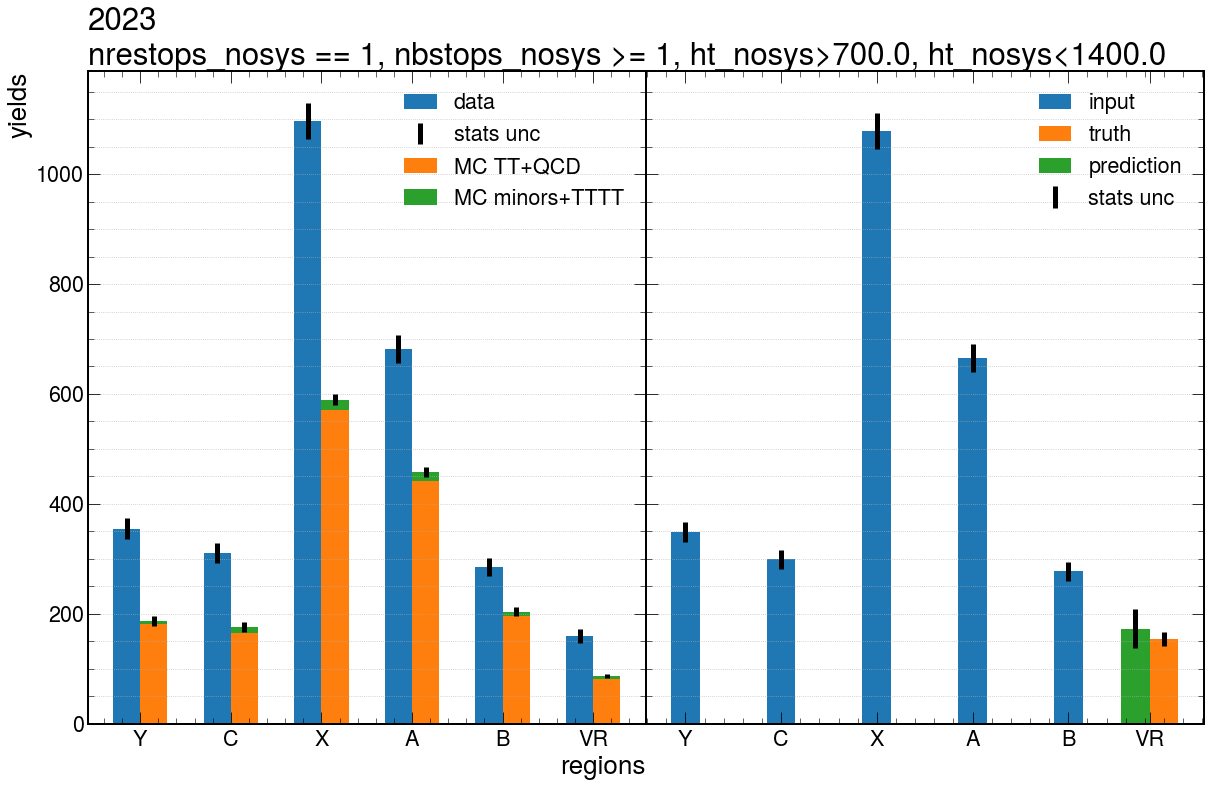 2023
nrestops_nosys == 1, nbstops_nosys >= 1, ht_nosys>700.0, ht_nosys<1400.0
yields
1000
800
600
400
200
0
data
stats unc
MC TT+QCD
MC minors+TTTT
input
truth
prediction
stats unc
Y C X A B VR Y C X A B VR
regions